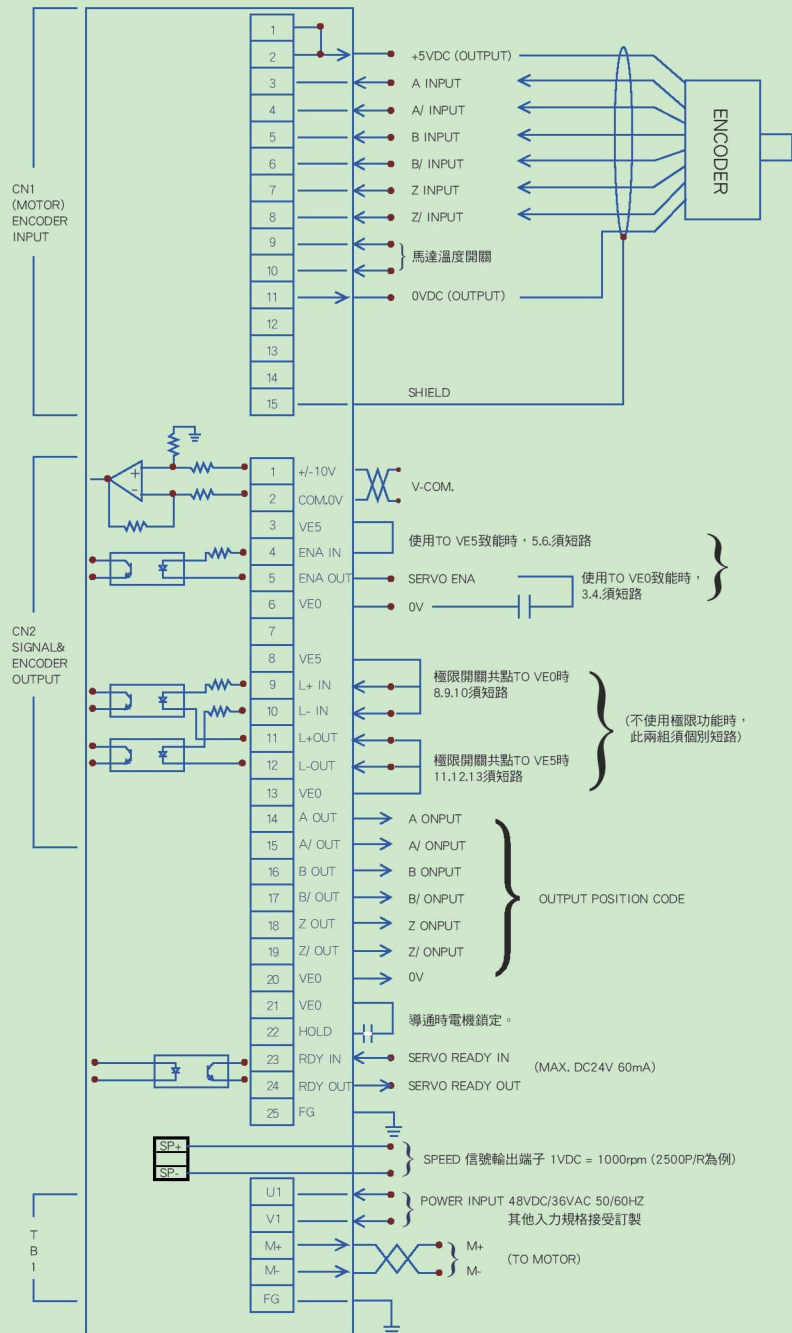 CN1
(MOTOR)
ENCODER
INPUT
1
2
+5VDC (OUTPUT)
3
A INPUT
4
A/ INPUT
5
B INPUT
6
B/ INPUT
7
Z INPUT
8
Z/ INPUT
9
10
馬達溫度開關
11
0VDC (OUTPUT)
12
13
14
15
SHIELD
ENCODER
CN2
SIGNAL&
ENCODER
OUTPUT
+
-
1 +/-10V
2 COM.0V
V-COM.
3 VE5
4 ENA IN
使用TO VE5致能時，5.6.須短路
5 ENA OUT
SERVO ENA
6 VE0
0V
使用TO VE0致能時，
3.4.須短路
7
8 VE5
9 L+ IN
10 L- IN
極限開關共點TO VE0時
8.9.10須短路
11 L+OUT
12 L-OUT
13 VE0
極限開關共點TO VE5時
11.12.13須短路
(不使用極限功能時，
此兩組須個別短路)
14 A OUT
A ONPUT
15 A/ OUT
A/ ONPUT
16 B OUT
B ONPUT
17 B/ OUT
B/ ONPUT
18 Z OUT
Z ONPUT
19 Z/ OUT
Z/ ONPUT
20 VE0
0V
OUTPUT POSITION CODE
21 VE0
22 HOLD
導通時電機鎖定。
23 RDY IN
SERVO READY IN
24 RDY OUT
SERVO READY OUT
(MAX. DC24V 60mA)
25 FG
SP+
SP-
SPEED 信號輸出端子 1VDC = 1000rpm (2500P/R為例)
T
B
1
U1
V1
POWER INPUT 48VDC/36VAC 50/60HZ
其他入力規格接受訂製
M+
M+
M-
M-
(TO MOTOR)
FG